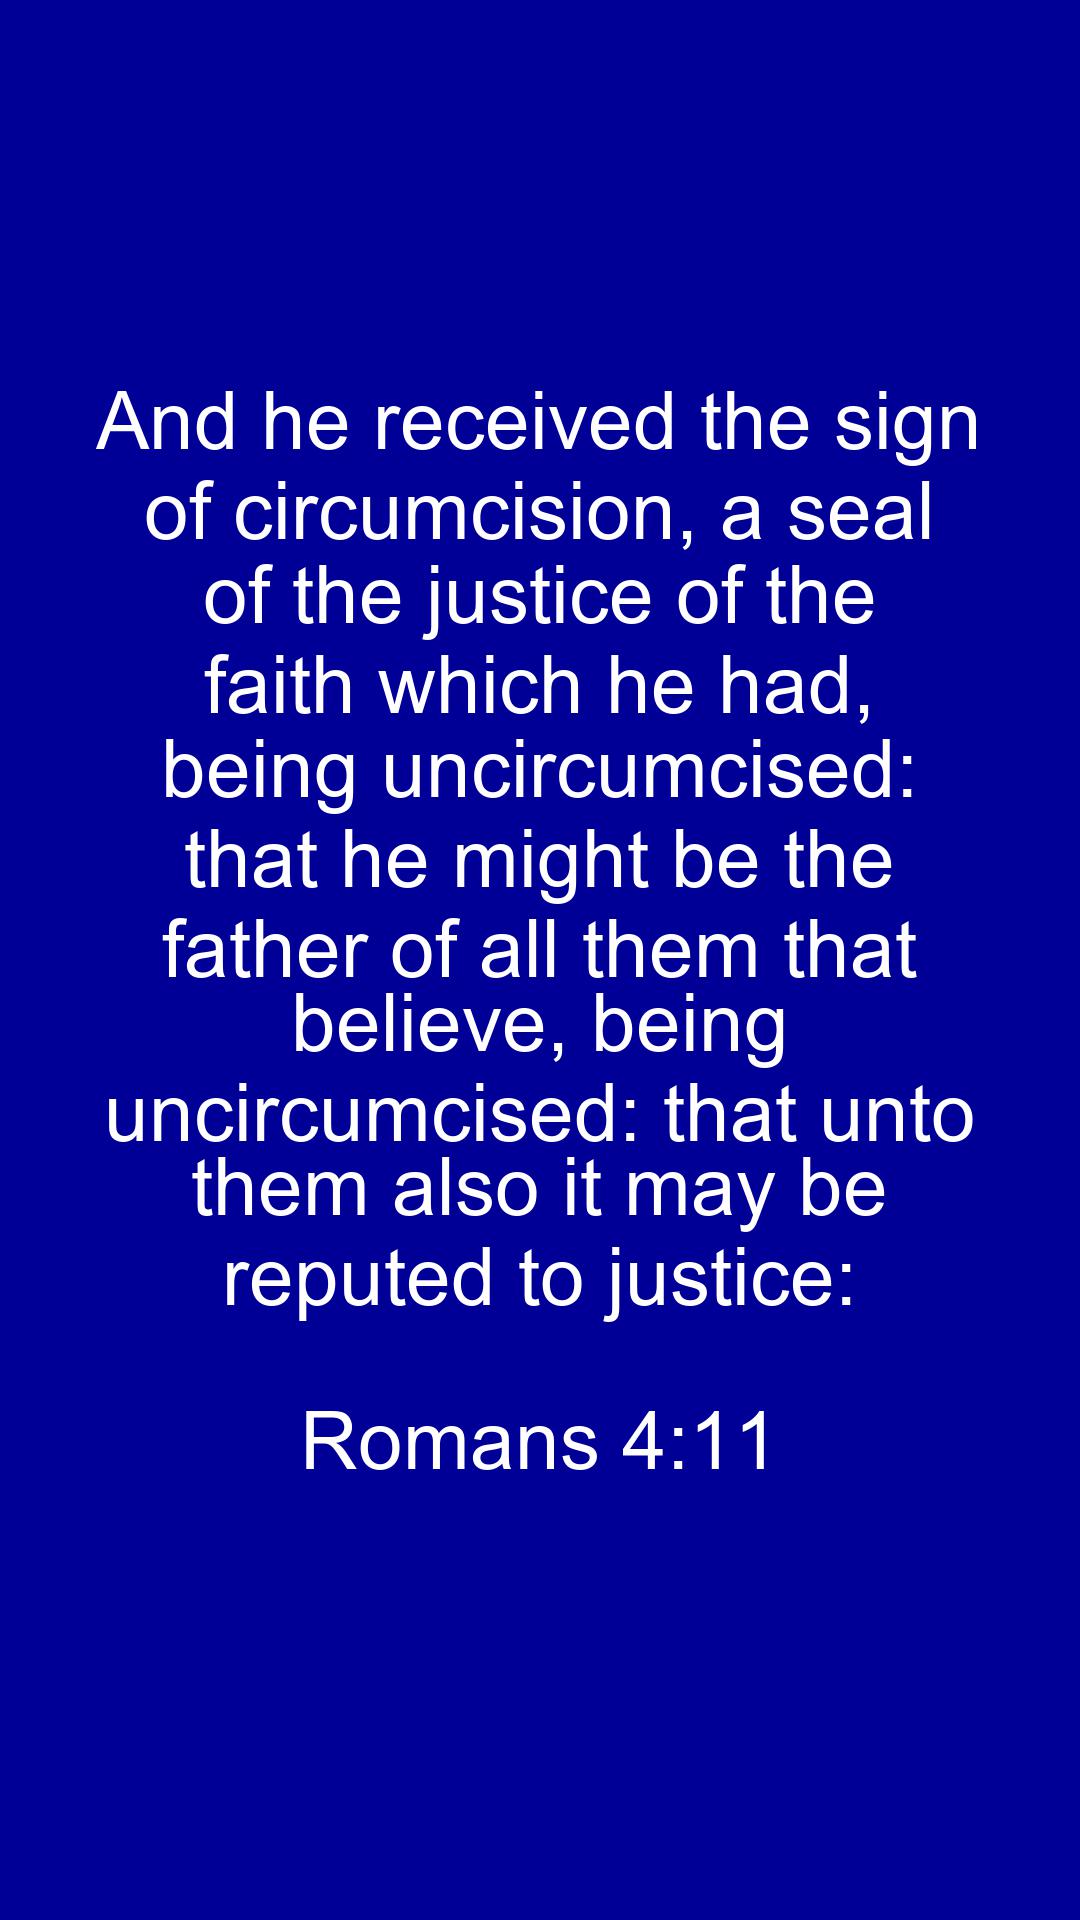 And he received the sign
of circumcision, a seal
of the justice of the
faith which he had,
being uncircumcised:
that he might be the
father of all them that
believe, being
uncircumcised: that unto
them also it may be
reputed to justice:
Romans 4:11